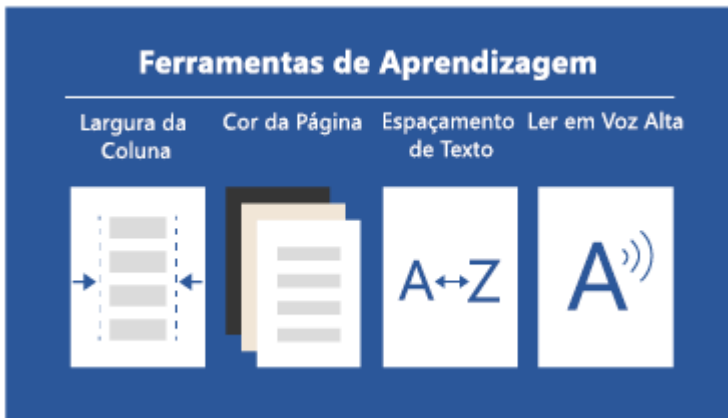 Ferramentas de Aprendizagem
Largura da
Coluna
Cor da Página
Espaçamento
de Texto
Ler em Voz Alta
A↔Z
A